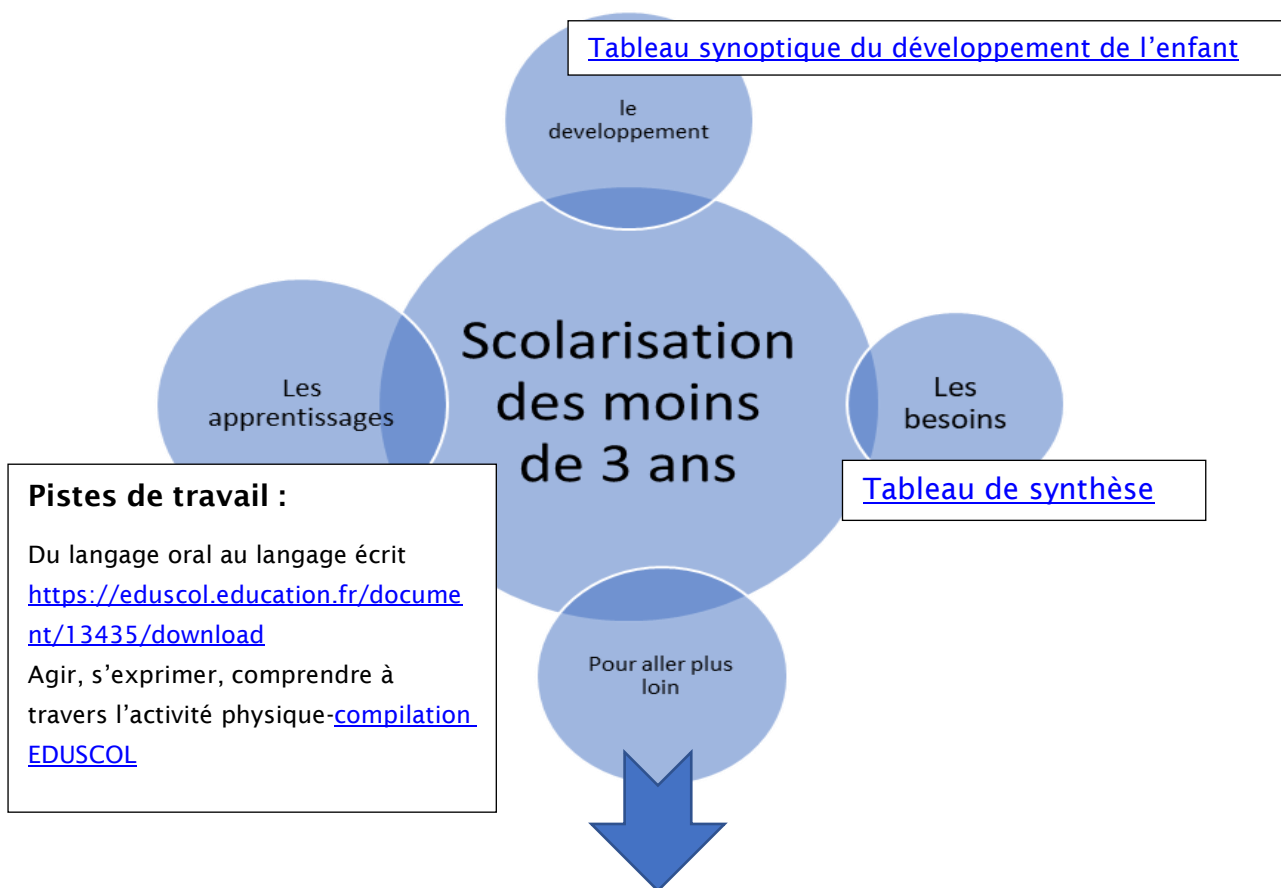 Tableau synoptique du développement de l’enfant
le
developpement
Scolarisation
des moins
de 3 ans
Les
apprentissages
Les
besoins
Tableau de synthèse
Pistes de travail :
Du langage oral au langage écrit
https://eduscol.education.fr/docume
nt/13435/download
Agir, s’exprimer, comprendre à
travers l’activité physique-compilation
EDUSCOL
Pour aller plus
loin